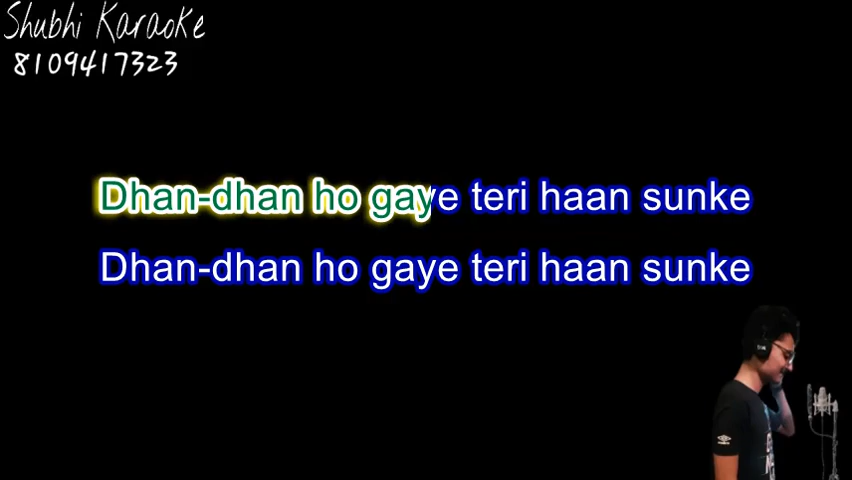 Shubhi Karaoke
8109417323
Dhan-dhan ho gaye teri haan sunke
Dhan-dhan ho gaye teri haan sunke